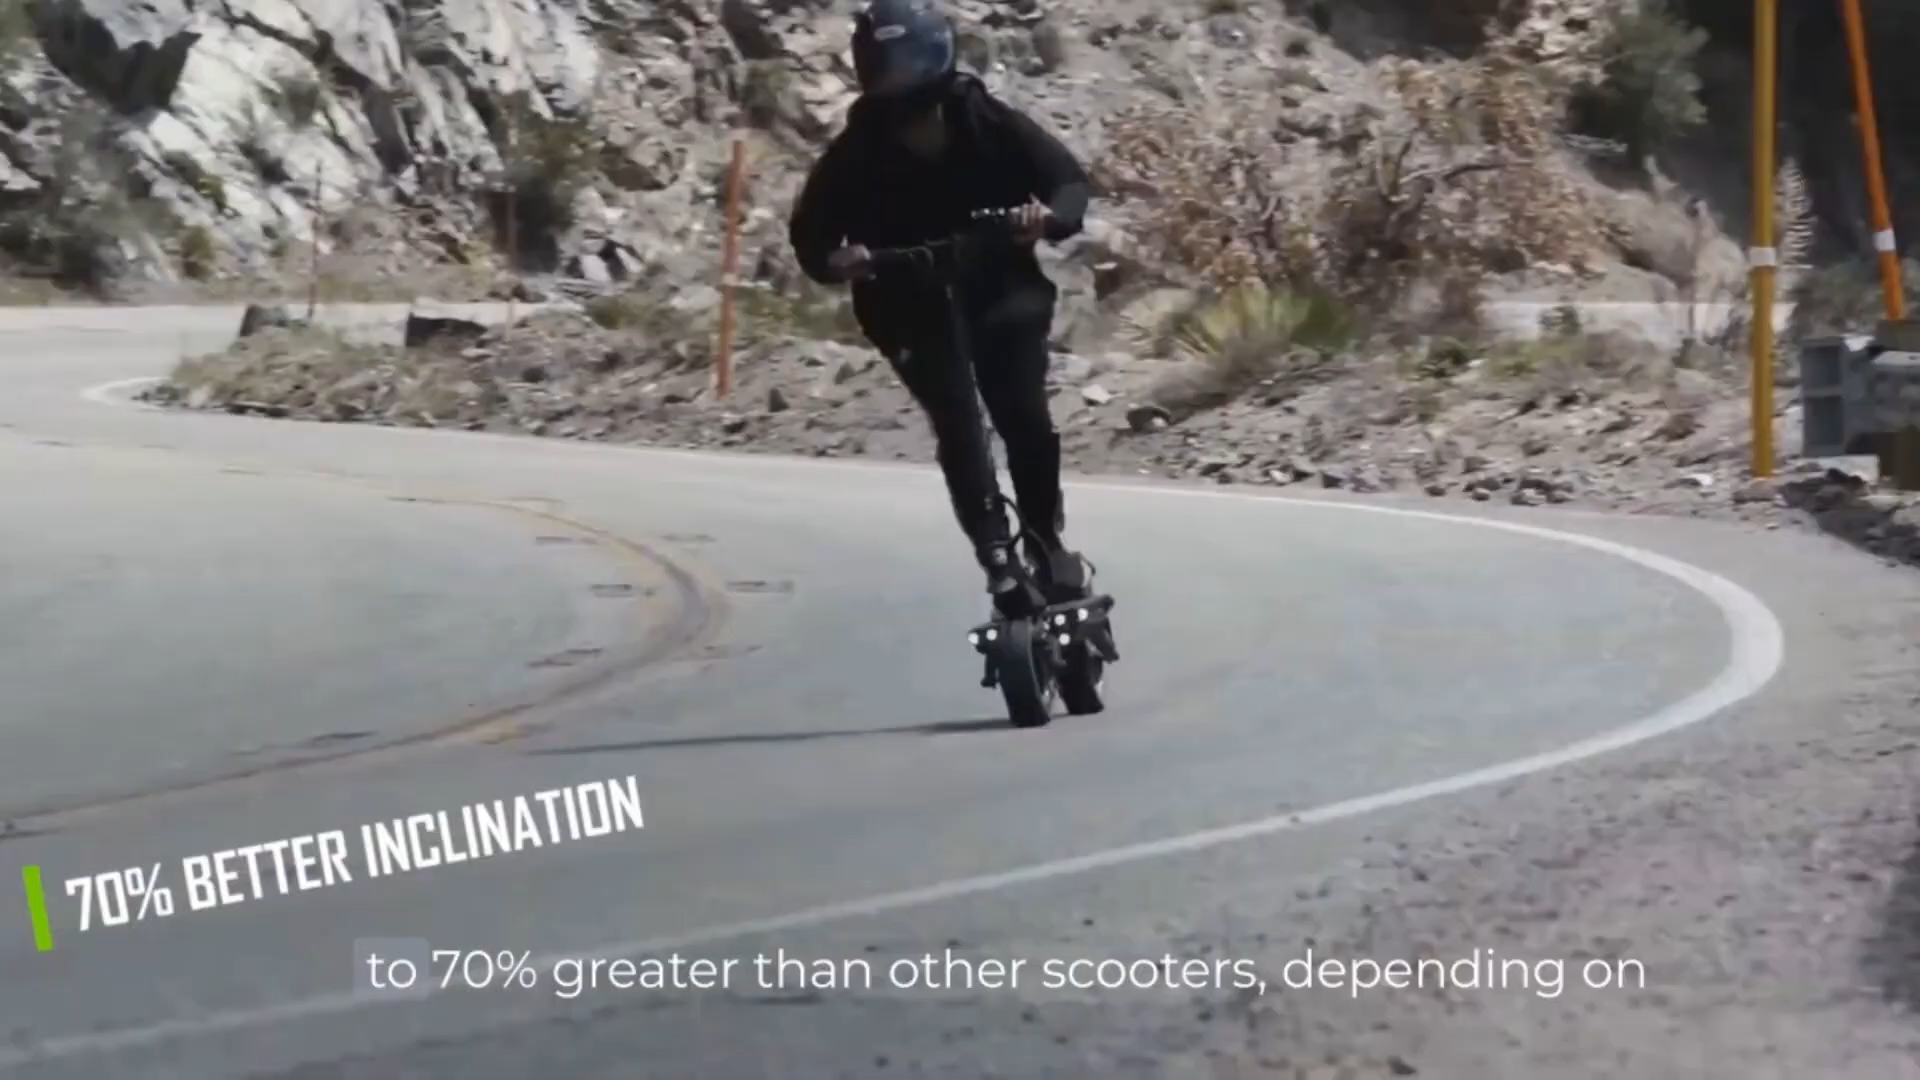 70% BETTER INCLINATION
to 70% greater than other scooters, depending on